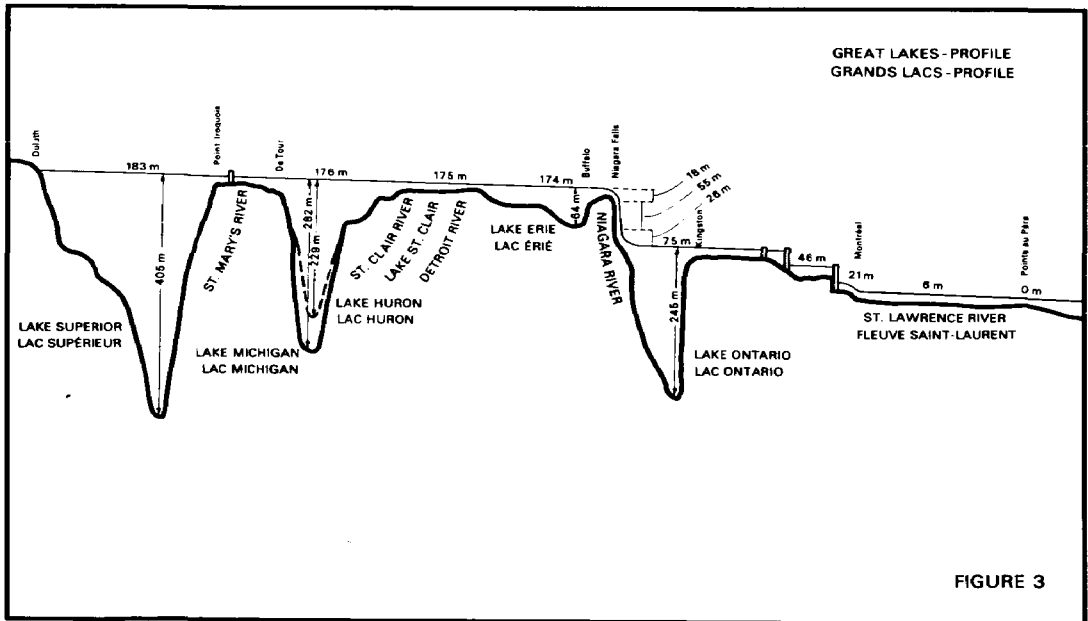 GREAT LAKES - PROFILE
GRANDS LACS - PROFILE
Duluth
183 m
Point Iroquois
De Tour
176 m
175 m
174 m
Buffalo
Niagara Falls
18 m
55 m
26 m
Kingston
75 m
46 m
Montréal
21 m
6 m
Pointe au Père
0 m
405 m
ST. MARY'S RIVER
282 m
229 m
ST. CLAIR RIVER
LAKE ST. CLAIR
DETROIT RIVER
64 m
NIAGARA RIVER
245 m
LAKE ERIE
LAC ÉRIÉ
LAKE SUPERIOR
LAC SUPÉRIEUR
LAKE HURON
LAC HURON
LAKE MICHIGAN
LAC MICHIGAN
LAKE ONTARIO
LAC ONTARIO
ST. LAWRENCE RIVER
FLEUVE SAINT-LAURENT
FIGURE 3